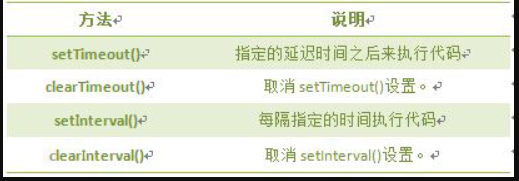 方法 说明
setTimeout() 指定的延迟时间之后来执行代码
clearTimeout() 取消 setTimeout()设置。
setInterval() 每隔指定的时间执行代码
clearInterval() 取消 setInterval()设置。